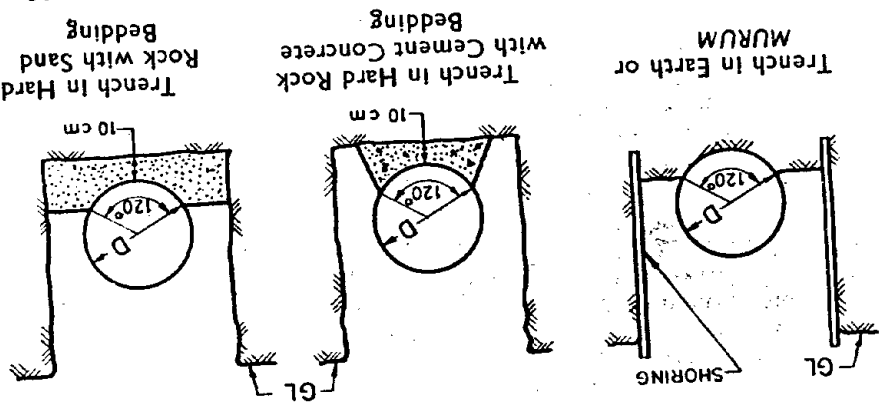 GL
SHORING
GL
D
120°
D
120°
D
120°
10 cm
10 cm
Trench in Earth or
MURUM
Trench in Hard Rock
with Cement Concrete
Bedding
Trench in Hard
Rock with Sand
Bedding